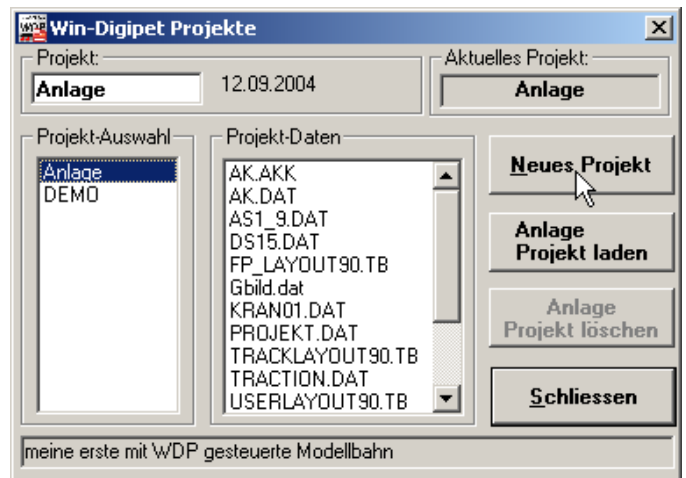 Win-Digipet Projekte
Projekt:
Anlage
12.09.2004
Aktuelles Projekt:
Anlage
Projekt-Auswahl
Anlage
DEMO
Projekt-Daten
AK.AKK
AK.DAT
AS1_9.DAT
DS15.DAT
FP_LAYOUT90.TB
Gbild.dat
KRAN01.DAT
PROJEKT.DAT
TRACKLAYOUT90.TB
TRACTION.DAT
USERLAYOUT90.TB
Neues Projekt
Anlage
Projekt laden
Anlage
Projekt löschen
Schliessen
meine erste mit WDP gesteuerte Modellbahn